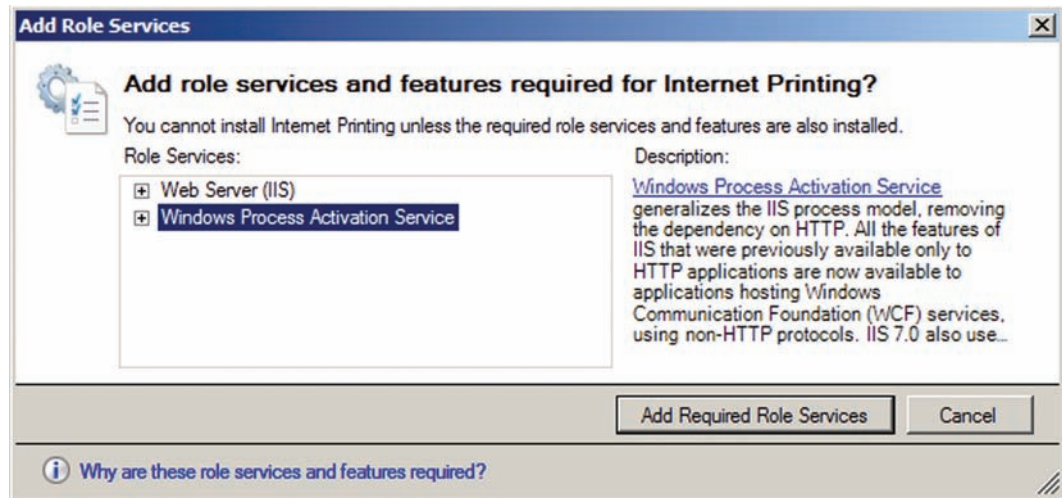 Add Role Services
Add role services and features required for Internet Printing?
You cannot install Internet Printing unless the required role services and features are also installed.
Role Services:
Web Server (IIS)
Windows Process Activation Service
Description:
Windows Process Activation Service
generalizes the IIS process model, removing
the dependency on HTTP. All the features of
IIS that were previously available only to
HTTP applications are now available to
applications hosting Windows
Communication Foundation (WCF) services,
using non-HTTP protocols. IIS 7.0 also use...
Add Required Role Services
Cancel
Why are these role services and features required?